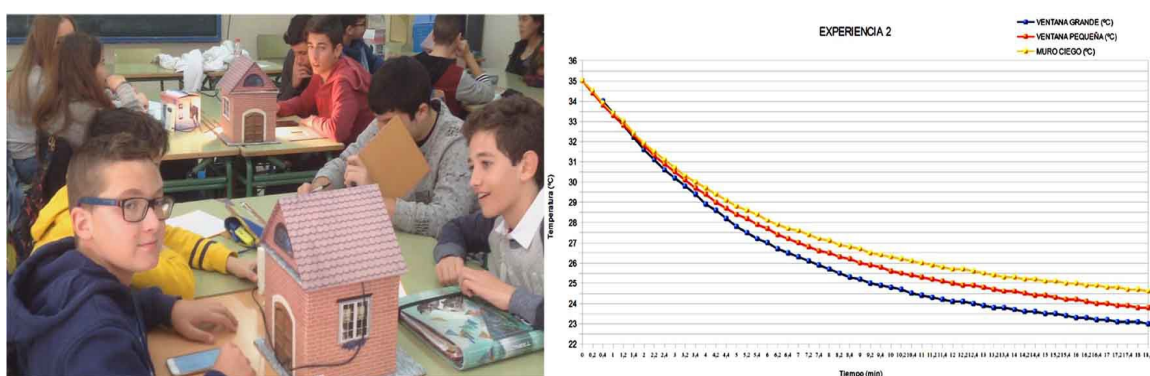 EXPERIENCIA 2
VENTANA GRANDE (ºC)
VENTANA PEQUEÑA (ºC)
MURO CIEGO (ºC)
Temperatura (ºC)
36
35
34
33
32
31
30
29
28
27
26
25
24
23
22
Tiempo (min)